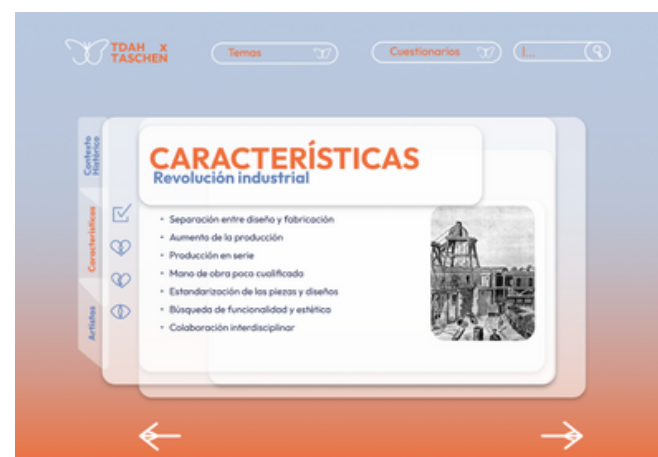 TDAH x
TASCHEN
Temas
Cuestionarios
Contexto
Histórico
Características
Artistas
CARACTERÍSTICAS
Revolución industrial
• Separación entre diseño y fabricación
• Aumento de la producción
• Producción en serie
• Mano de obra poco cualificada
• Estandarización de las piezas y diseños
• Búsqueda de funcionalidad y estética
• Colaboración interdisciplinar